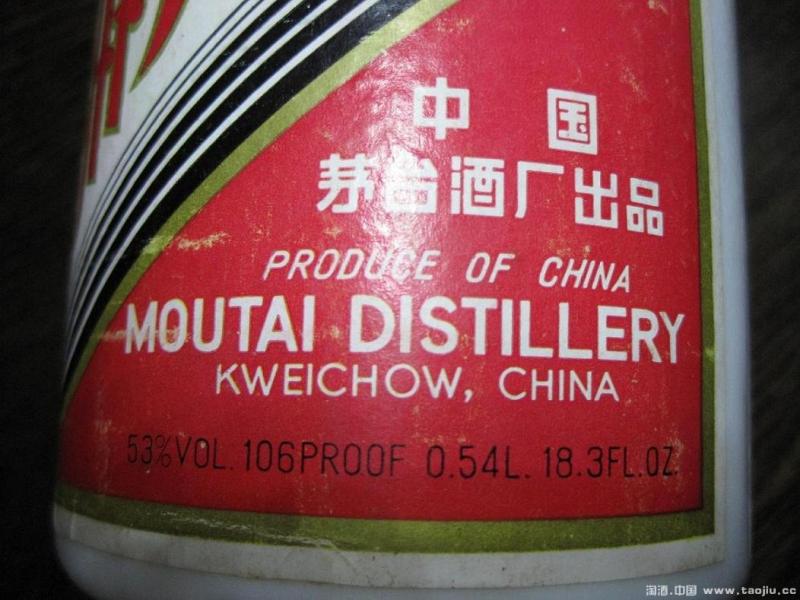 中国
茅台酒厂出品
PRODUCE OF CHINA
MOUTAI DISTILLERY
KWEICHOW, CHINA
53%VOL. 106PROOF 0.54L. 18.3FL.OZ.
淘酒.中国 www.taojiu.cc